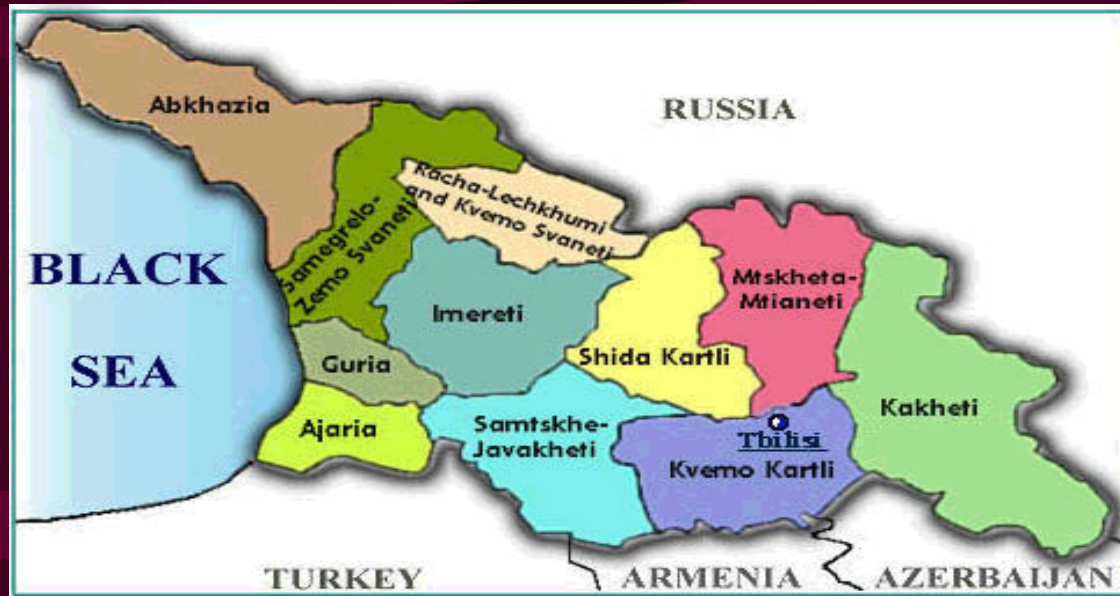 Abkhazia
RUSSIA
Racha-Lechkhumi
and Kvemo Svaneti
Samegrelo-
Zemo Svaneti
BLACK
SEA
Mtskheta-
Mtianeti
Imereti
Shida Kartli
Guria
Kakheti
Ajaria
Samtskhe-
Javakheti
Tbilisi
Kvemo Kartli
TURKEY
ARMENIA
AZERBAIJAN